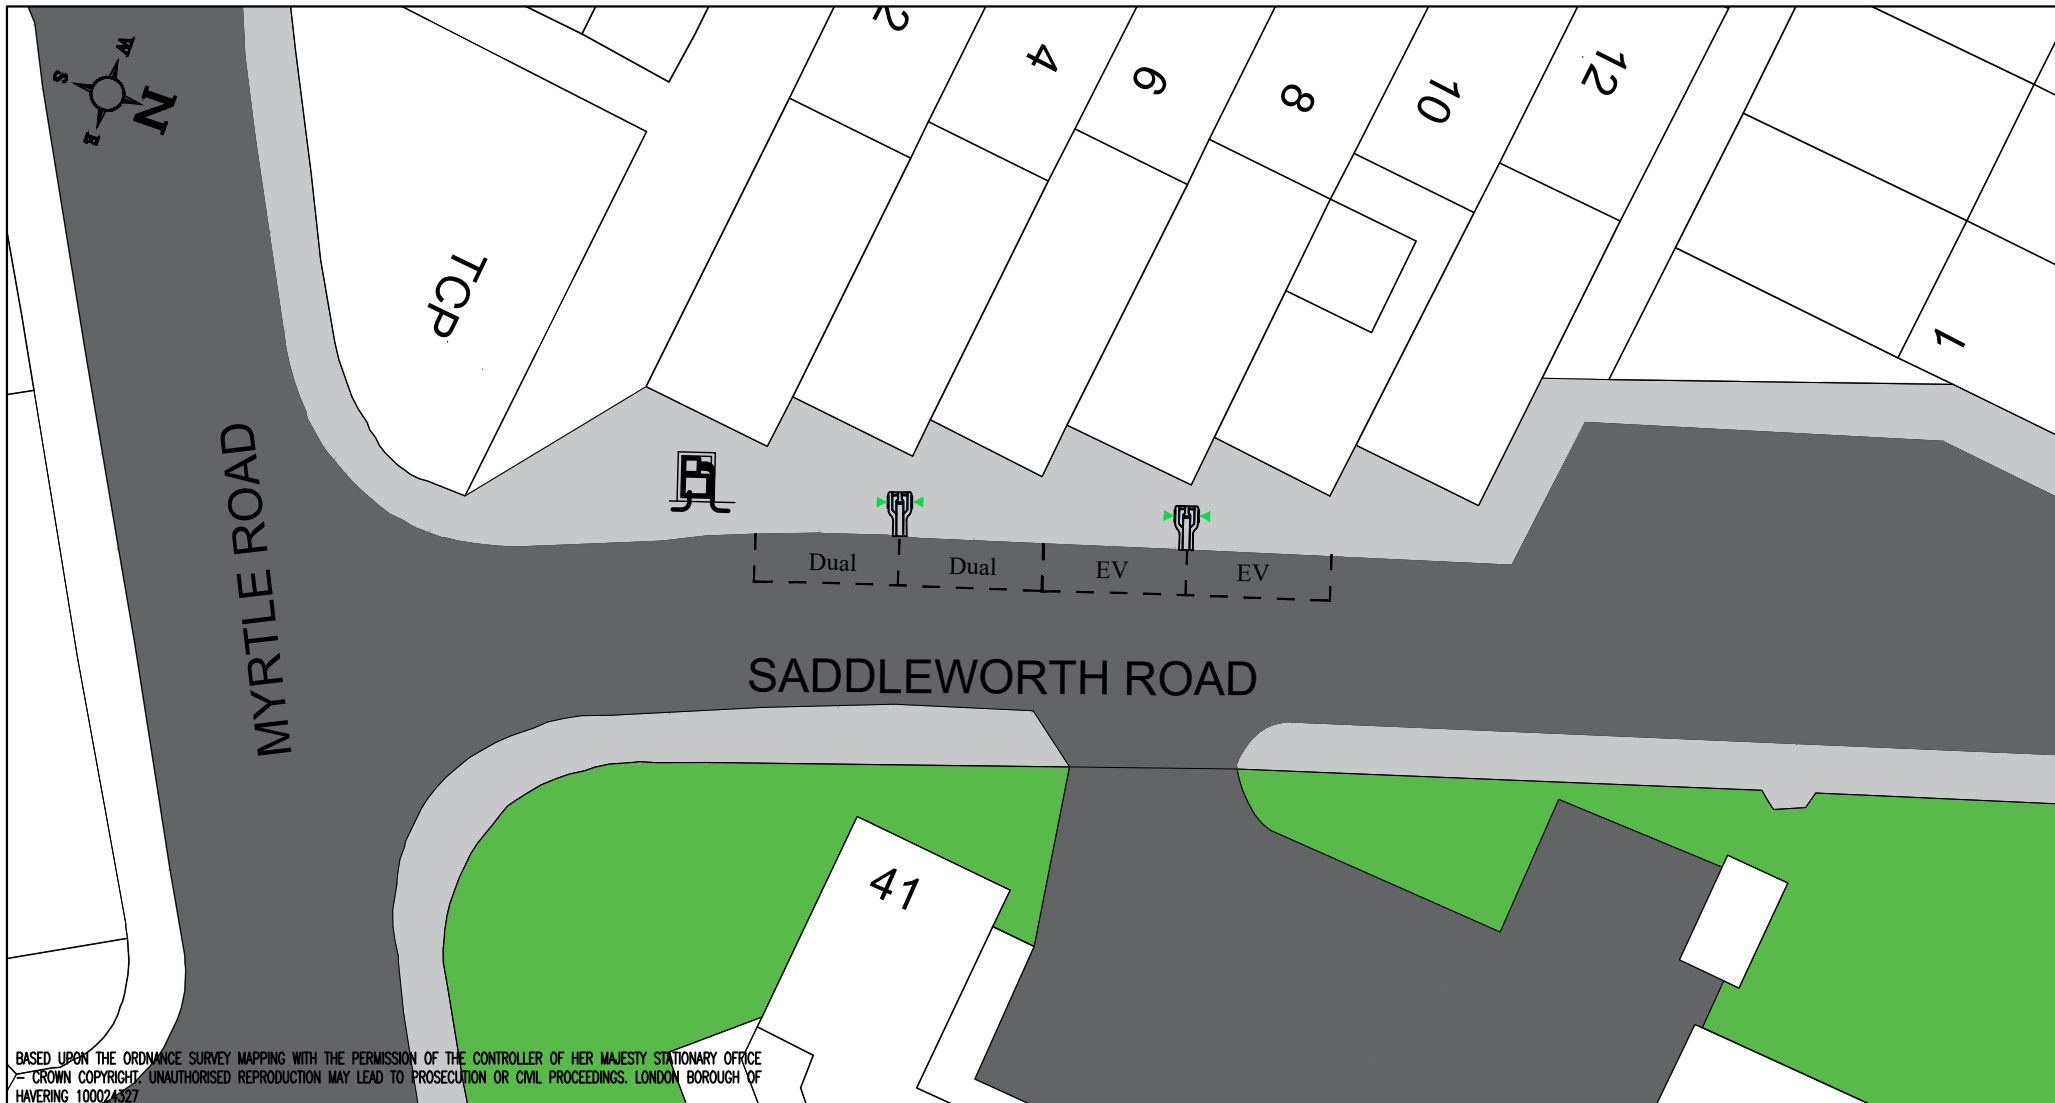 2
4
6
8
10
12
1
W
S
N
E
TCP
MYRTLE ROAD
Dual
Dual
EV
EV
SADDLEWORTH ROAD
41
BASED UPON THE ORDNANCE SURVEY MAPPING WITH THE PERMISSION OF THE CONTROLLER OF HER MAJESTY STATIONARY OFFICE
– CROWN COPYRIGHT. UNAUTHORISED REPRODUCTION MAY LEAD TO PROSECUTION OR CIVIL PROCEEDINGS. LONDON BOROUGH OF
HAVERING 100024327